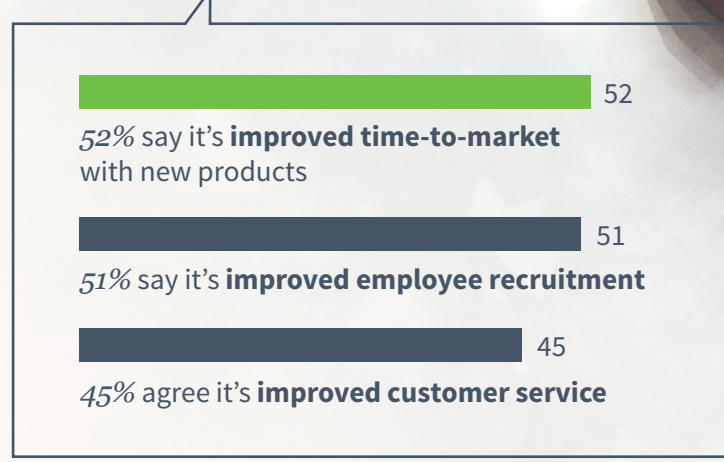 52
52% say it’s improved time-to-market
with new products
51
51% say it’s improved employee recruitment
45
45% agree it’s improved customer service